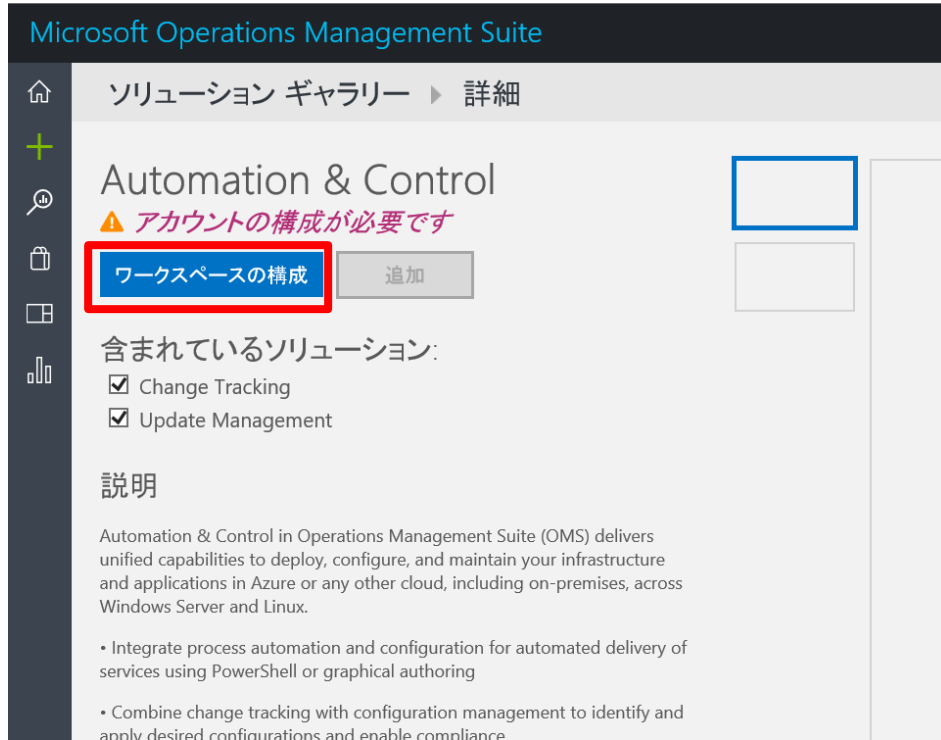 Microsoft Operations Management Suite
ソリューション ギャラリー ▶ 詳細
Automation & Control
アカウントの構成が必要です
ワークスペースの構成
追加
含まれているソリューション:
Change Tracking
Update Management
説明
Automation & Control in Operations Management Suite (OMS) delivers
unified capabilities to deploy, configure, and maintain your infrastructure
and applications in Azure or any other cloud, including on-premises, across
Windows Server and Linux.
• Integrate process automation and configuration for automated delivery of
services using PowerShell or graphical authoring
• Combine change tracking with configuration management to identify and
apply desired configurations and enable compliance